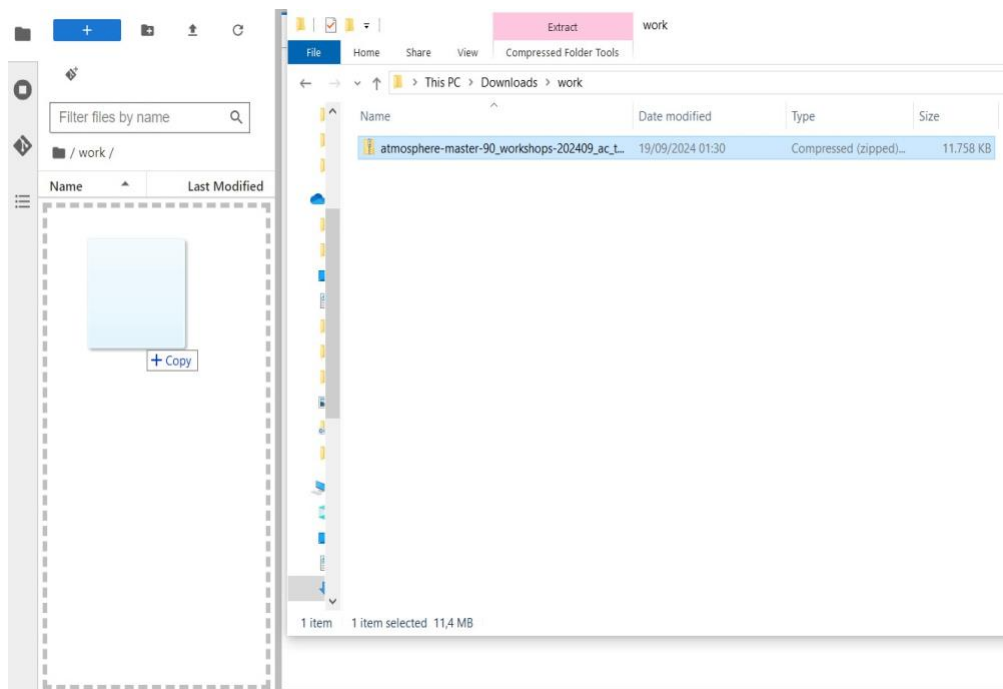 Filter files by name
/ work /
Name Last Modified
+ Copy
Extract work
File Home Share View Compressed Folder Tools
> This PC > Downloads > work
Name Date modified Type Size
atmosphere-master-90_workshops-202409_ac_t... 19/09/2024 01:30 Compressed (zipped)... 11.758 KB
1 item 1 item selected 11,4 MB